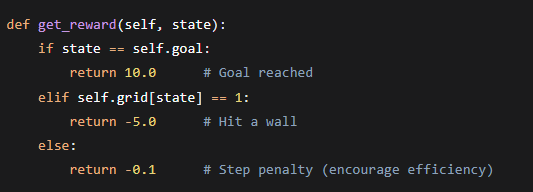 def get_reward(self, state):
    if state == self.goal:
        return 10.0      # Goal reached
    elif self.grid[state] == 1:
        return -5.0      # Hit a wall
    else:
        return -0.1      # Step penalty (encourage efficiency)